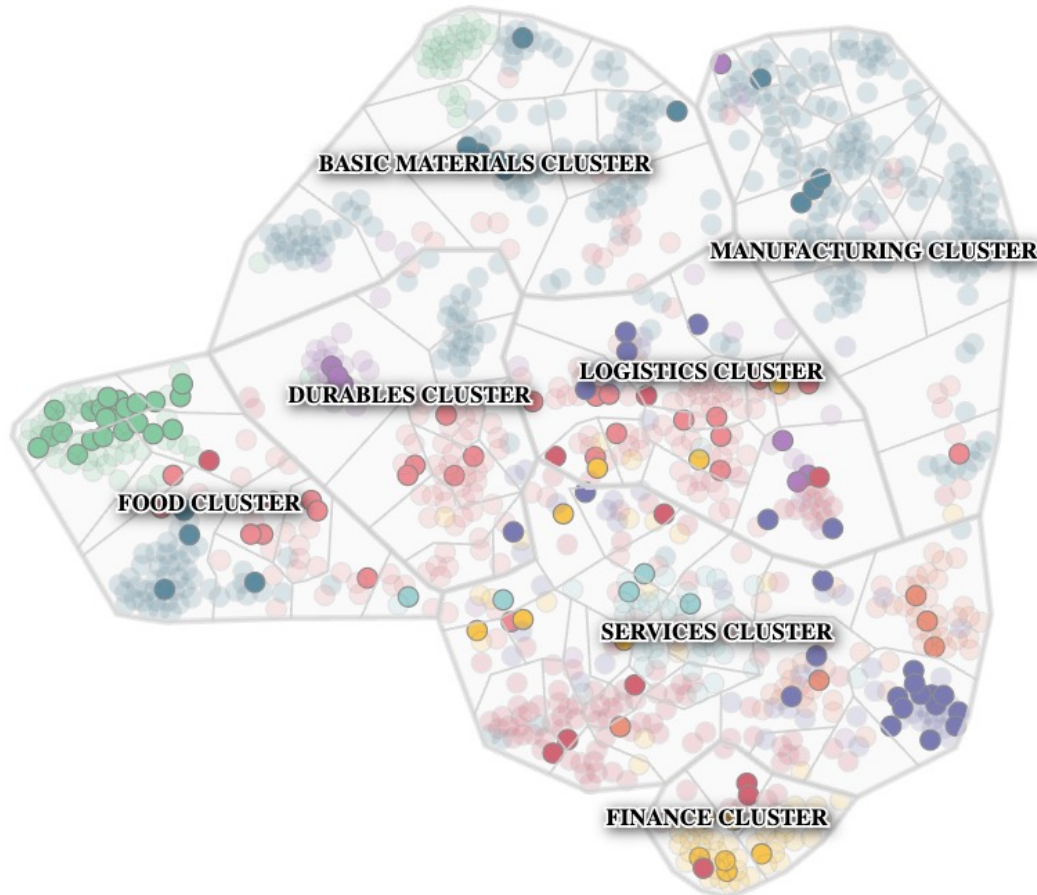 BASIC MATERIALS CLUSTER
MANUFACTURING CLUSTER
LOGISTICS CLUSTER
DURABLES CLUSTER
FOOD CLUSTER
SERVICES CLUSTER
FINANCE CLUSTER